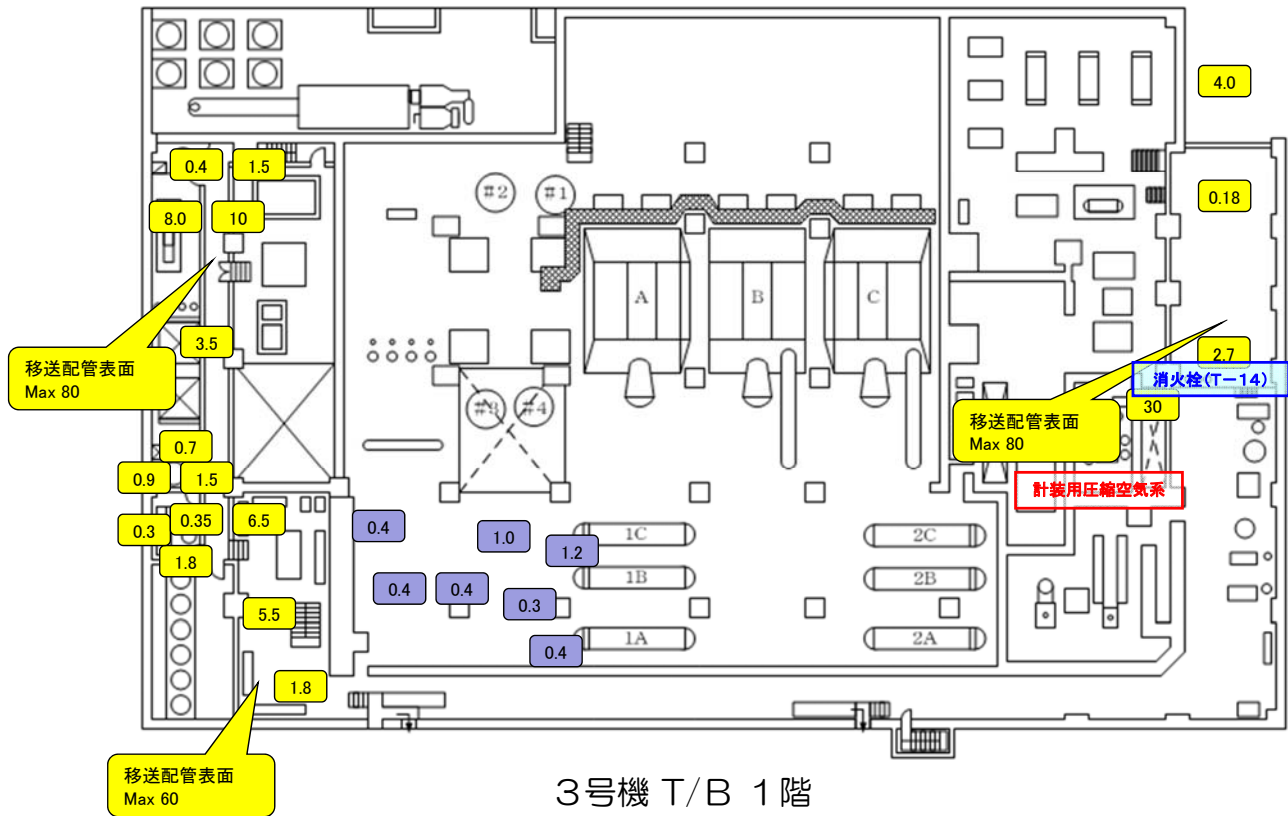 4.0
0.4
1.5
0.18
8.0
10
#2
#1
A
B
C
3.5
移送配管表面
Max 80
2.7
消火栓(T－14)
30
移送配管表面
Max 80
#3
#4
0.7
0.9
1.5
計装用圧縮空気系
0.3
0.35
6.5
0.4
1.0
1.2
1C
2C
1.8
0.4
0.4
0.3
1B
2B
5.5
0.4
1A
2A
1.8
移送配管表面
Max 60
3号機 T/B 1階